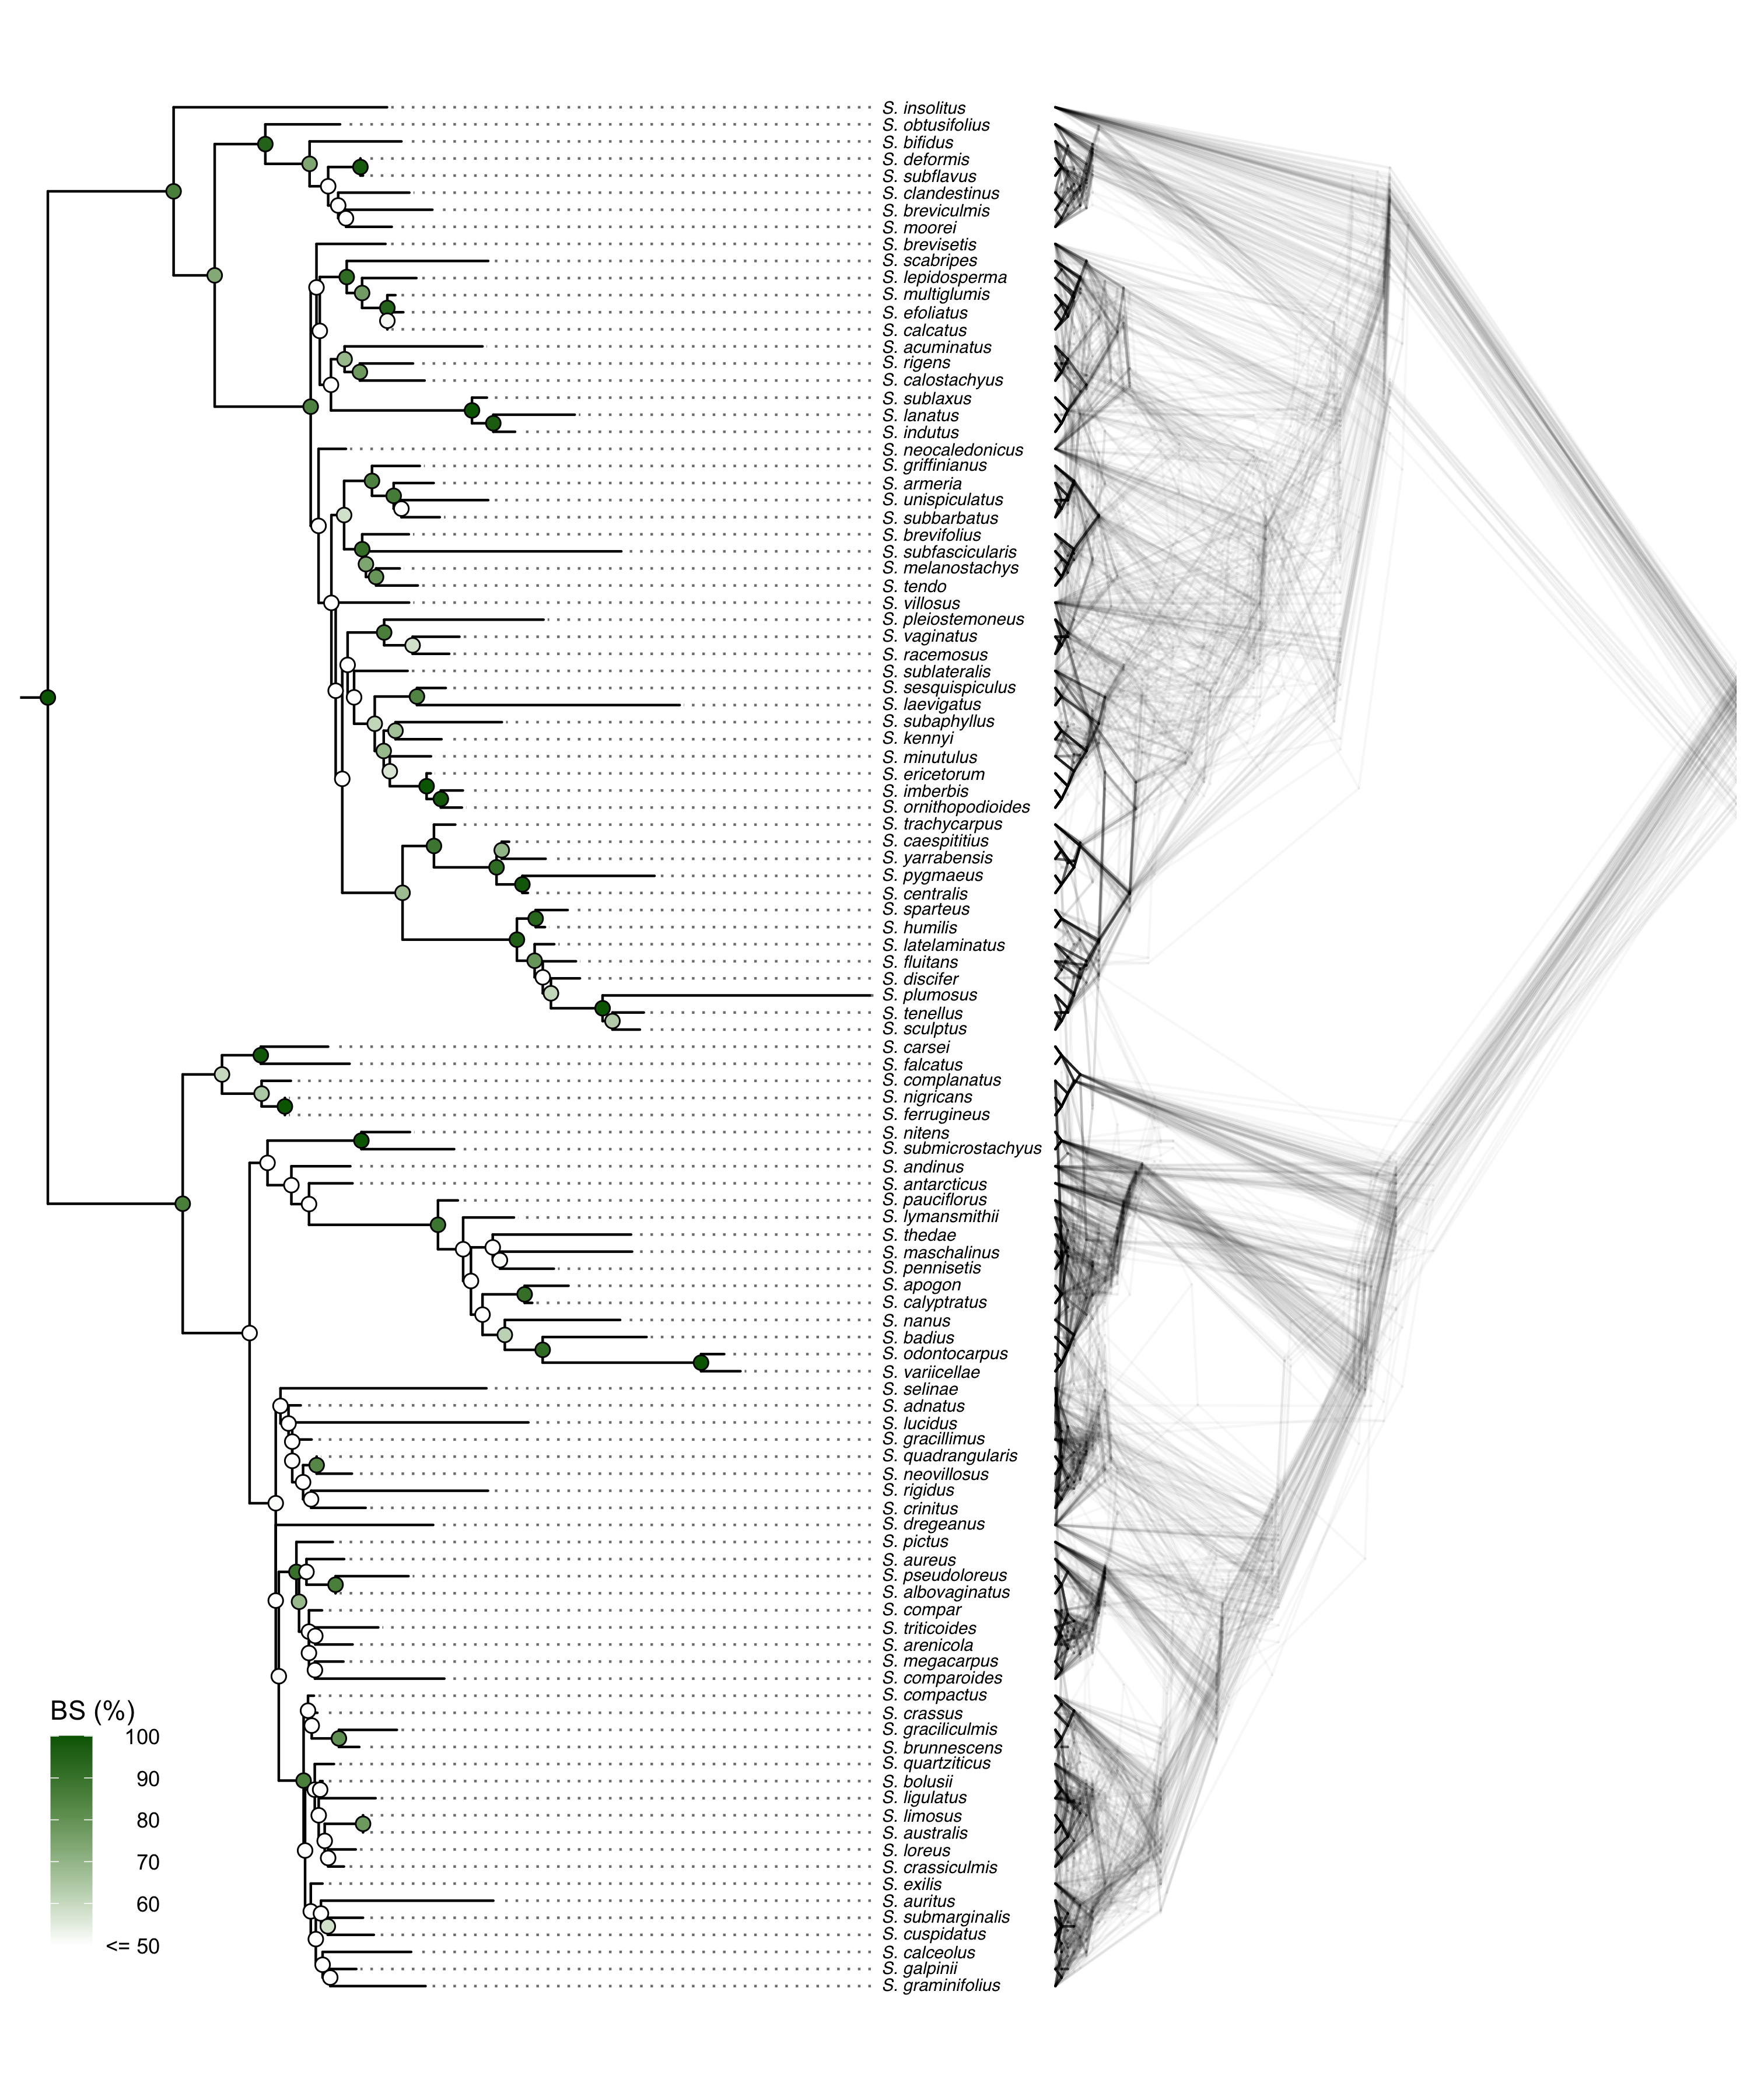 S. insolitus
S. obtusifolius
S. bifidus
S. deformis
S. subflavus
S. clandestinus
S. breviculmis
S. moorei
S. brevisetis
S. scabripes
S. lepidosperma
S. multiglumis
S. efoliatus
S. calcatus
S. acuminatus
S. rigens
S. calostachyus
S. sublaxus
S. lanatus
S. indutus
S. neocaledonicus
S. griffinianus
S. armeria
S. unispiculatus
S. subbarbatus
S. brevifolius
S. subfascicularis
S. melanostachys
S. tendo
S. villosus
S. pleiostemoneus
S. vaginatus
S. racemosus
S. sublateralis
S. sesquispiculus
S. laevigatus
S. subaphyllus
S. kennyi
S. minutulus
S. ericetorum
S. imberbis
S. ornithopodioides
S. trachycarpus
S. caespititius
S. yarrabensis
S. pygmaeus
S. centralis
S. sparteus
S. humilis
S. latelaminatus
S. fluitans
S. discifer
S. plumosus
S. tenellus
S. sculptus
S. carsei
S. falcatus
S. complanatus
S. nigricans
S. ferrugineus
S. nitens
S. submicrostachyus
S. andinus
S. antarcticus
S. pauciflorus
S. lymansmithii
S. thedae
S. maschalinus
S. pennisetis
S. apogon
S. calyptratus
S. nanus
S. badius
S. odontocarpus
S. variicellae
S. selinae
S. adnatus
S. lucidus
S. gracillimus
S. quadrangularis
S. neovillosus
S. rigidus
S. crinitus
S. dregeanus
S. pictus
S. aureus
S. pseudoloreus
S. albovaginatus
S. compar
S. triticoides
S. arenicola
S. megacarpus
S. comparoides
S. compactus
S. crassus
S. graciliculmis
S. brunnescens
S. quartziticus
S. bolusii
S. ligulatus
S. limosus
S. australis
S. loreus
S. crassiculmis
S. exilis
S. auritus
S. submarginalis
S. cuspidatus
S. calceolus
S. galpinii
S. graminifolius
BS (%)
100
90
80
70
60
<= 50